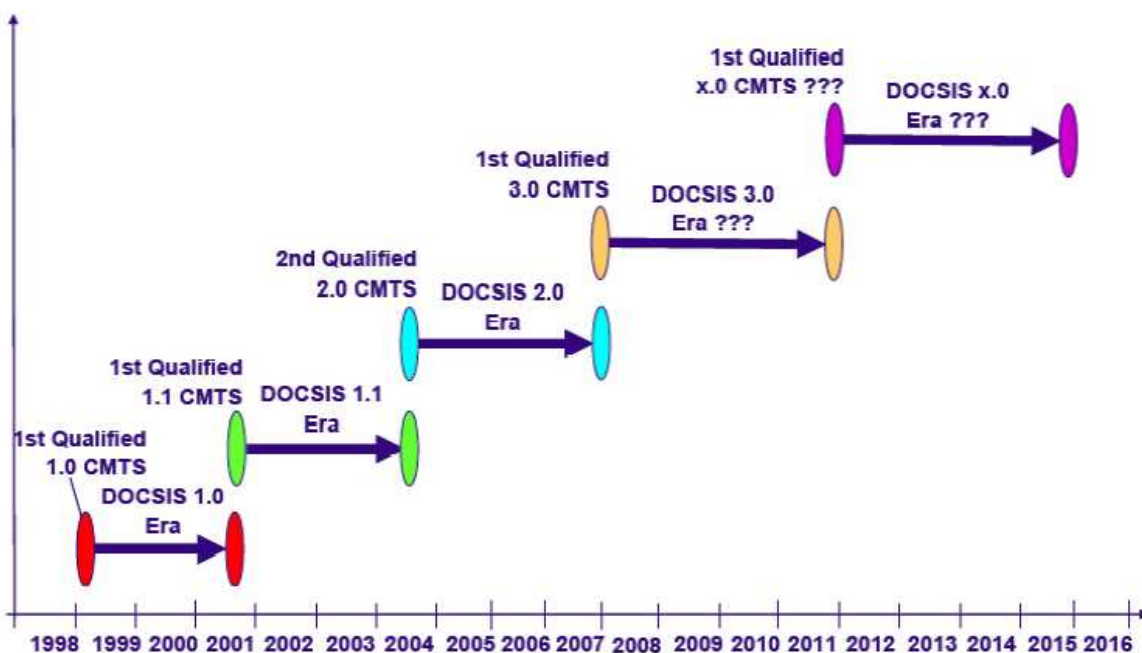 1st Qualified
x.0 CMTS ???
DOCSIS x.0
Era ???
1st Qualified
3.0 CMTS
DOCSIS 3.0
Era ???
2nd Qualified
2.0 CMTS
DOCSIS 2.0
Era
1st Qualified
1.1 CMTS
DOCSIS 1.1
Era
1st Qualified
1.0 CMTS
DOCSIS 1.0
Era
1998 1999 2000 2001 2002 2003 2004 2005 2006 2007 2008 2009 2010 2011 2012 2013 2014 2015 2016